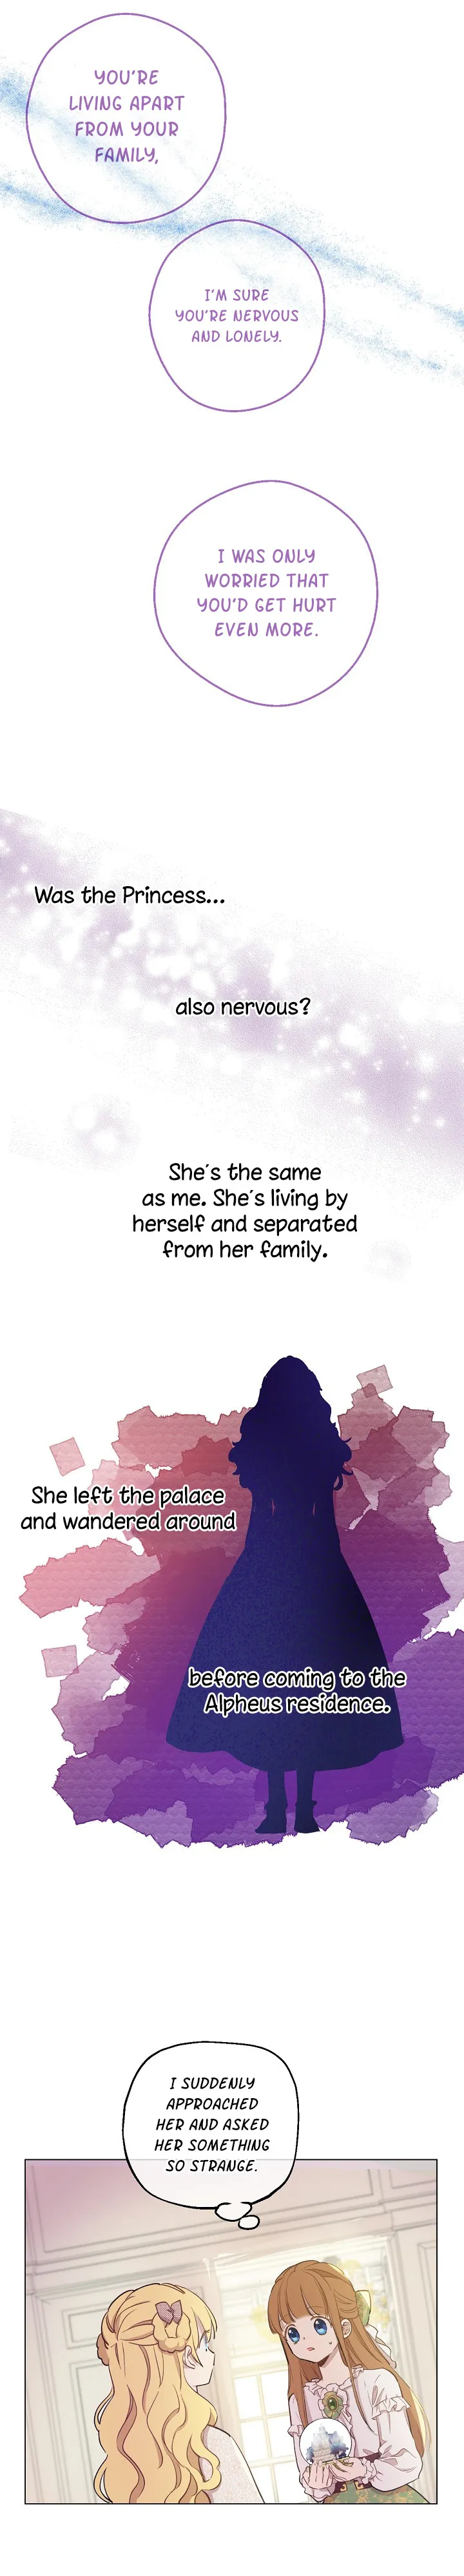 YOU'RE
LIVING APART
FROM YOUR
FAMILY,
I'M SURE
YOU'RE NERVOUS
AND LONELY.
I WAS ONLY
WORRIED THAT
YOU'D GET HURT
EVEN MORE.
Was the Princess...
also nervous?
She's the same
as me. She's living by
herself and separated
from her family.
She left the palace
and wandered around
before coming to the
Alpheus residence.
I SUDDENLY
APPROACHED
HER AND ASKED
HER SOMETHING
SO STRANGE.